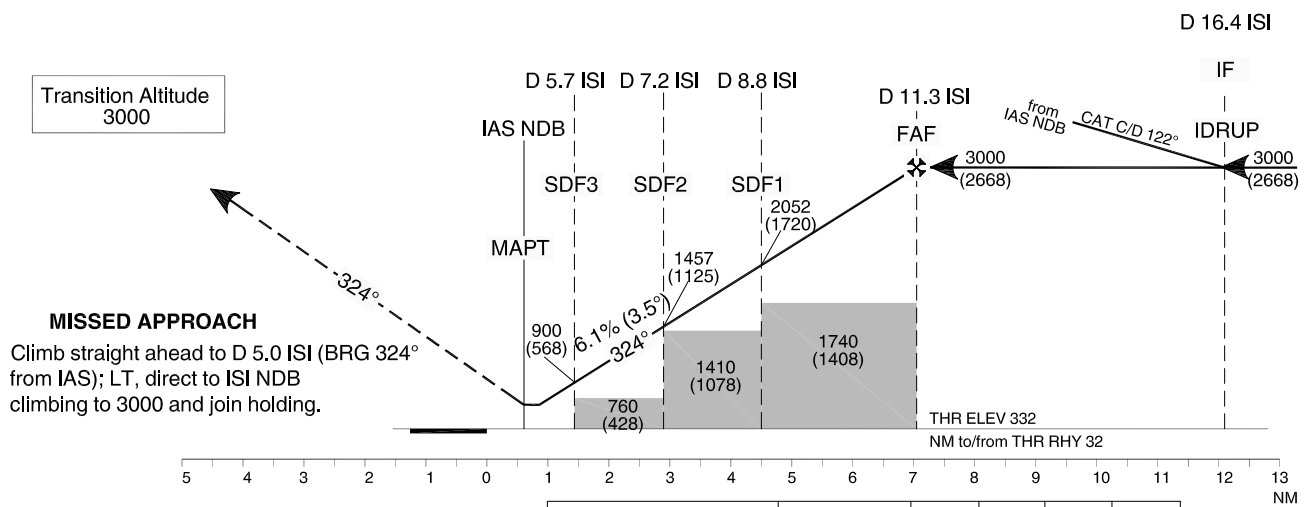 D 16.4 ISI
IF
IDRUP
Transition Altitude
3000
D 5.7 ISI
D 7.2 ISI
D 8.8 ISI
D 11.3 ISI
FAF
from
IAS NDB
CAT C/D 122°
IAS NDB
3000
(2668)
3000
(2668)
SDF3
SDF2
SDF1
2052
(1720)
MAPT
1457
(1125)
324°
6.1% (3.5°)
324°
900
(568)
MISSED APPROACH
Climb straight ahead to D 5.0 ISI (BRG 324°
from IAS); LT, direct to ISI NDB
climbing to 3000 and join holding.
1740
(1408)
1410
(1078)
760
(428)
THR ELEV 332
NM to/from THR RHY 32
5 4 3 2 1 0 1 2 3 4 5 6 7 8 9 10 11 12 13
NM